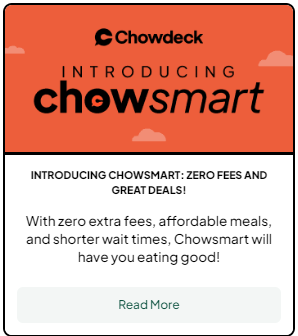 Chowdeck
INTRODUCING
chowsmart
INTRODUCING CHOWSMART: ZERO FEES AND
GREAT DEALS!
With zero extra fees, affordable meals,
and shorter wait times, Chowsmart will
have you eating good!
Read More